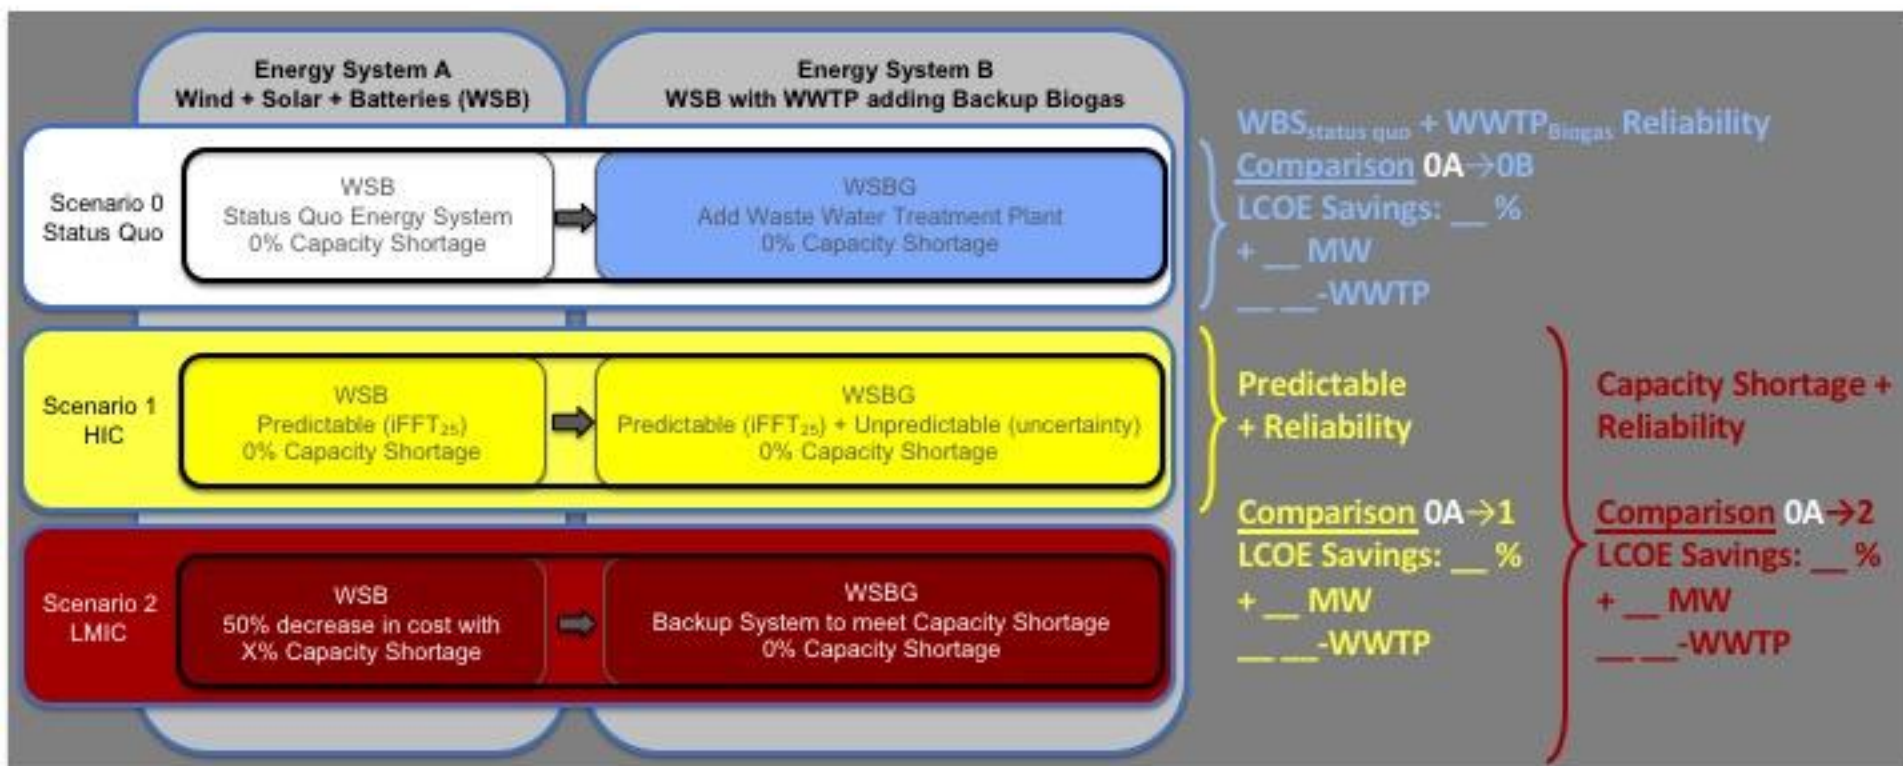 Energy System A
Wind + Solar + Batteries (WSB)
Energy System B
WSB with WWTP adding Backup Biogas
Scenario 0
Status Quo
WSB
Status Quo Energy System
0% Capacity Shortage
WSBG
Add Waste Water Treatment Plant
0% Capacity Shortage
WBSstatus quo + WWTPBiogas Reliability
Comparison 0A→0B
LCOE Savings: __ %
+ __ MW
__ __-WWTP
Scenario 1
HIC
WSB
Predictable (iFFT₂₅)
0% Capacity Shortage
WSBG
Predictable (iFFT₂₅) + Unpredictable (uncertainty)
0% Capacity Shortage
Predictable
+ Reliability
Comparison 0A→1
LCOE Savings: __ %
+ __ MW
__ __-WWTP
Capacity Shortage +
Reliability
Comparison 0A→2
LCOE Savings: __ %
+ __ MW
__ __-WWTP
Scenario 2
LMIC
WSB
50% decrease in cost with
X% Capacity Shortage
WSBG
Backup System to meet Capacity Shortage
0% Capacity Shortage